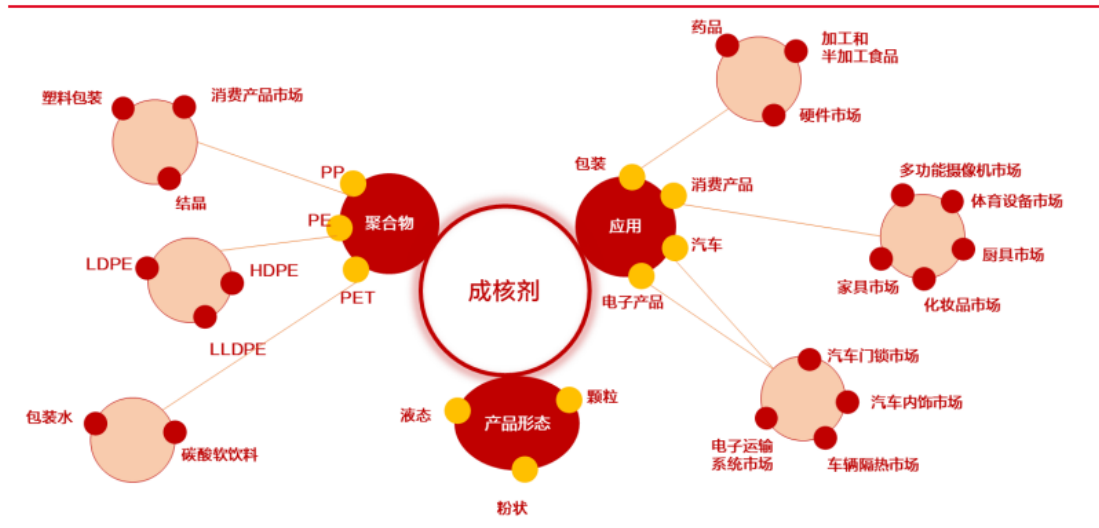 药品
加工和
半加工食品
硬件市场
塑料包装
消费产品市场
结晶
PP
PE
PET
聚合物
LDPE
HDPE
LLDPE
包装水
碳酸软饮料
成核剂
包装
消费产品
应用
汽车
电子产品
多功能摄像机市场
体育设备市场
厨具市场
家具市场
化妆品市场
汽车门锁市场
汽车内饰市场
电子运输
系统市场
车辆隔热市场
液态
颗粒
产品形态
粉状